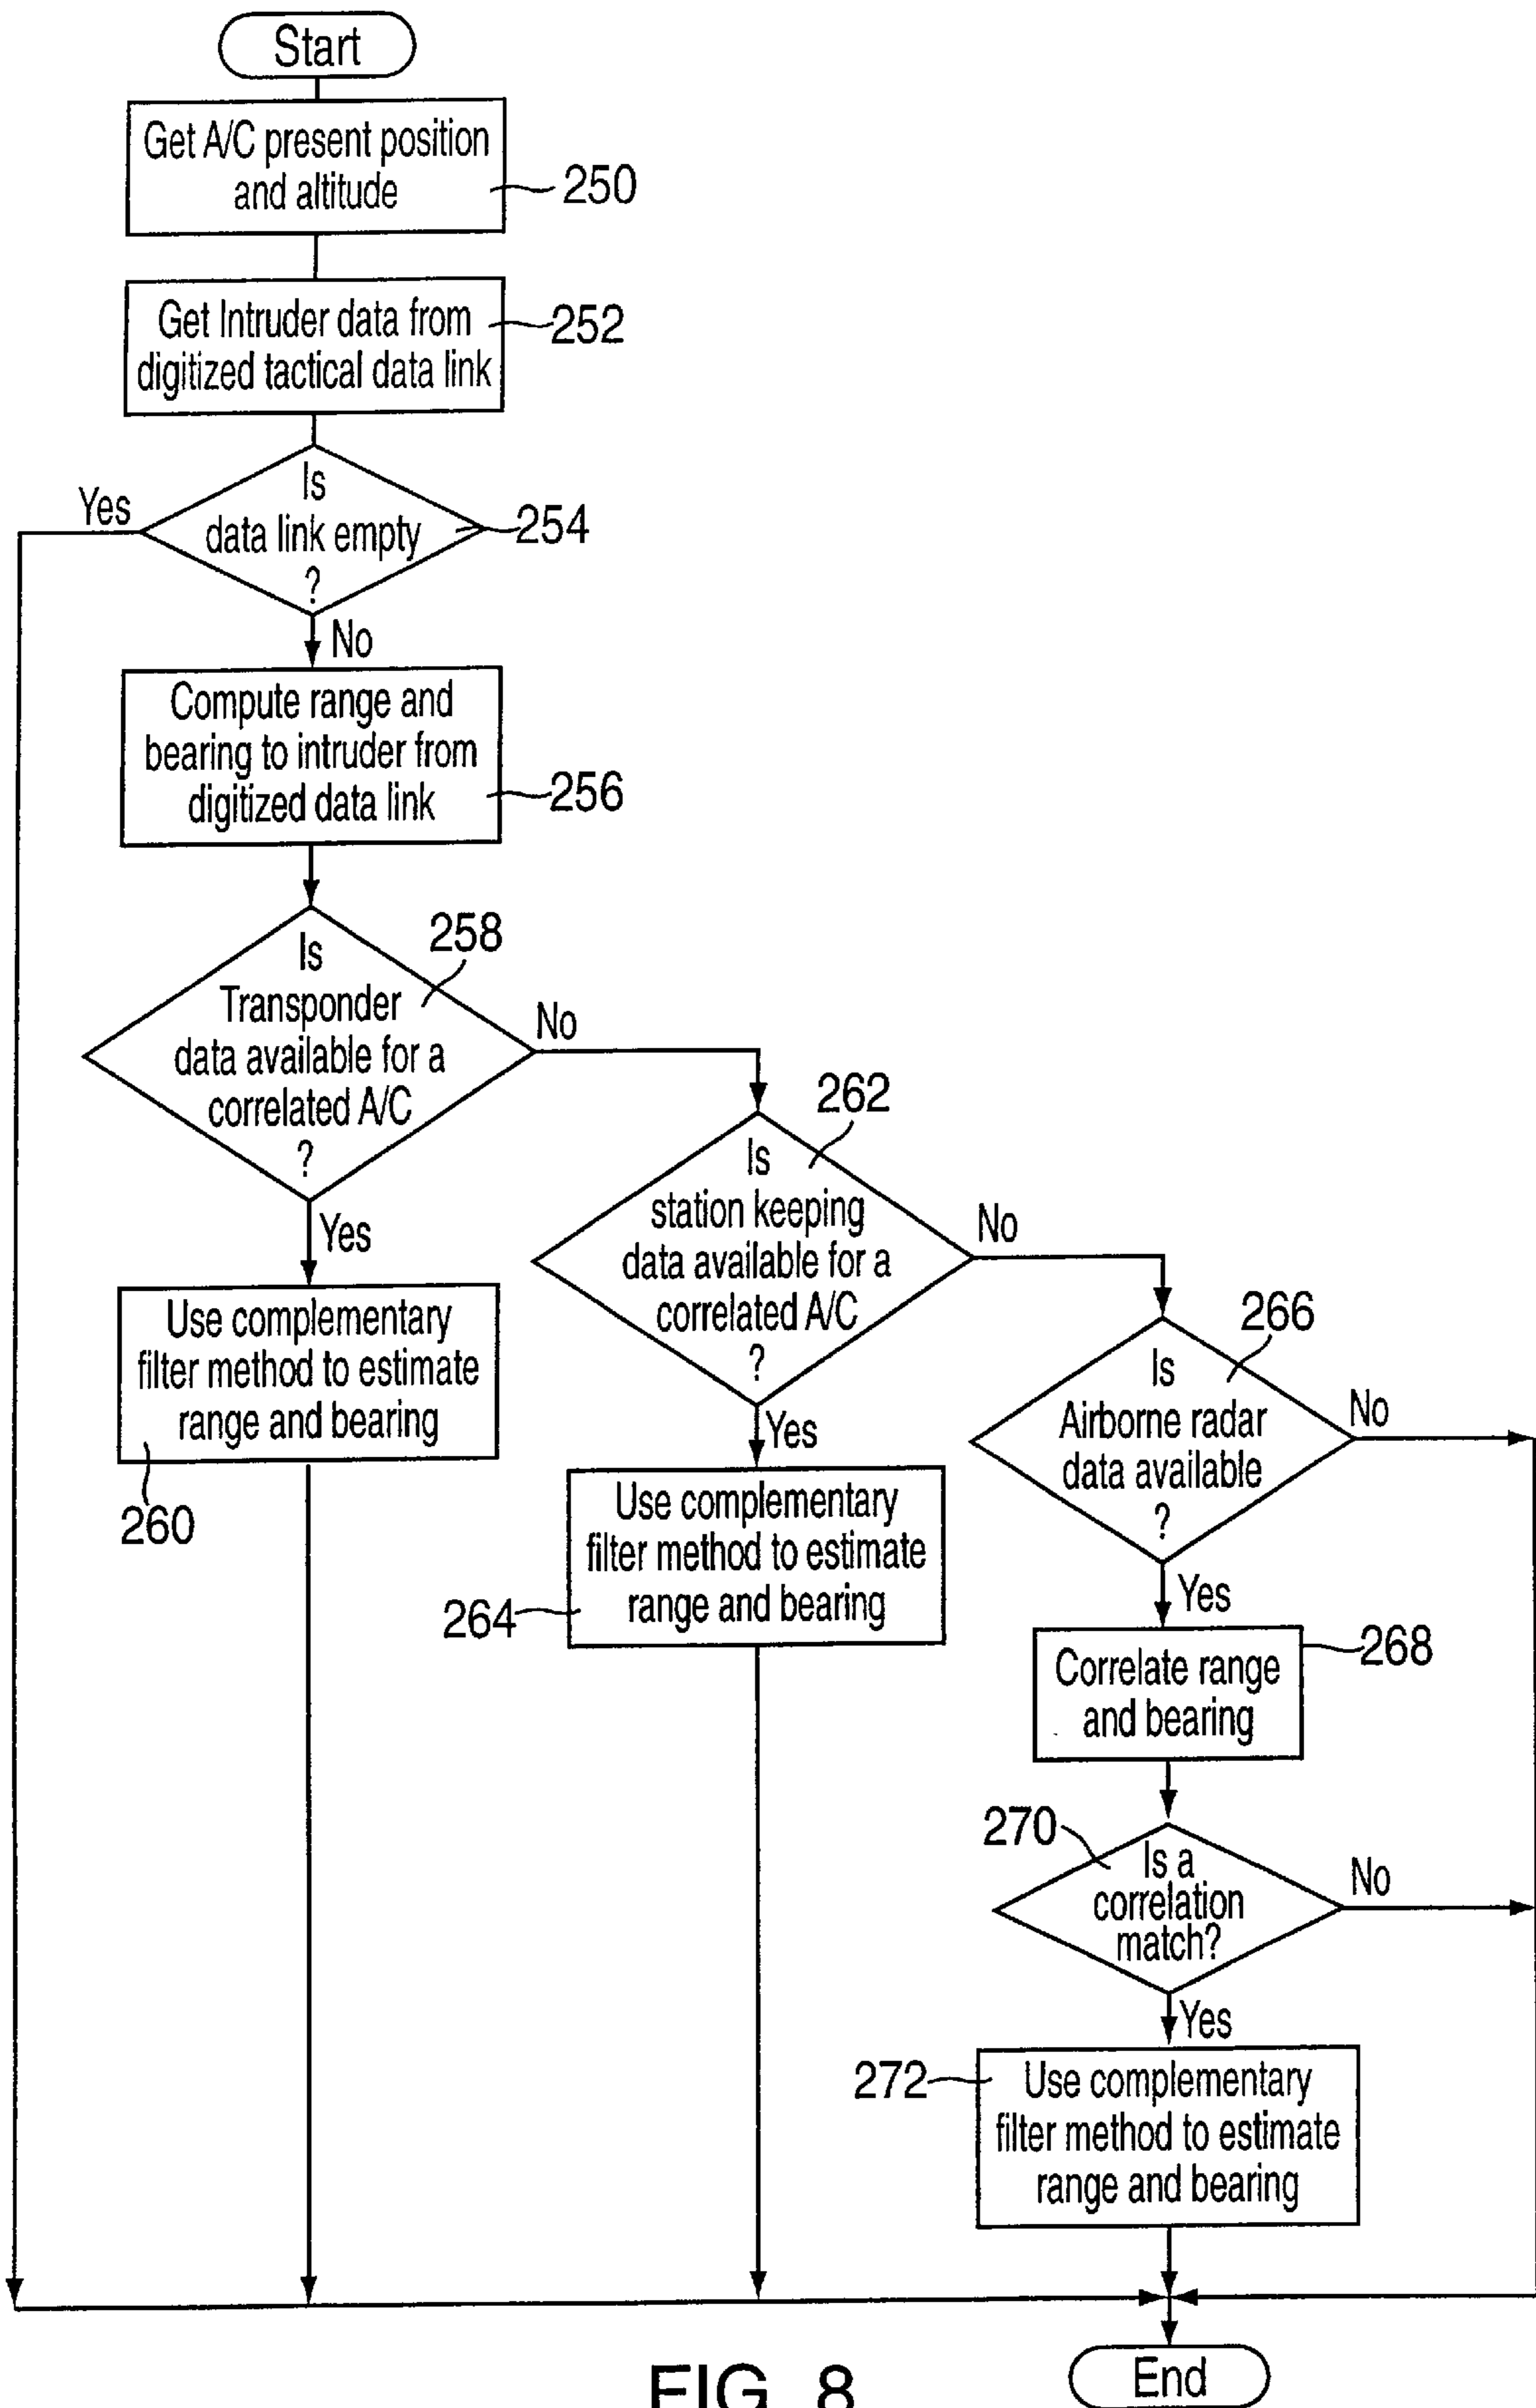 Start
Get A/C present position
and altitude
250
Get Intruder data from
digitized tactical data link
252
Is
data link empty
?
254
Yes
No
Compute range and
bearing to intruder from
digitized data link
256
Is
Transponder
data available for a
correlated A/C
?
258
No
Yes
Use complementary
filter method to estimate
range and bearing
260
Is
station keeping
data available for a
correlated A/C
?
262
No
Yes
Use complementary
filter method to estimate
range and bearing
264
Is
Airborne radar
data available
?
266
No
Yes
Correlate range
and bearing
268
Is a
correlation
match?
270
No
Yes
Use complementary
filter method to estimate
range and bearing
272
End
FIG. 8